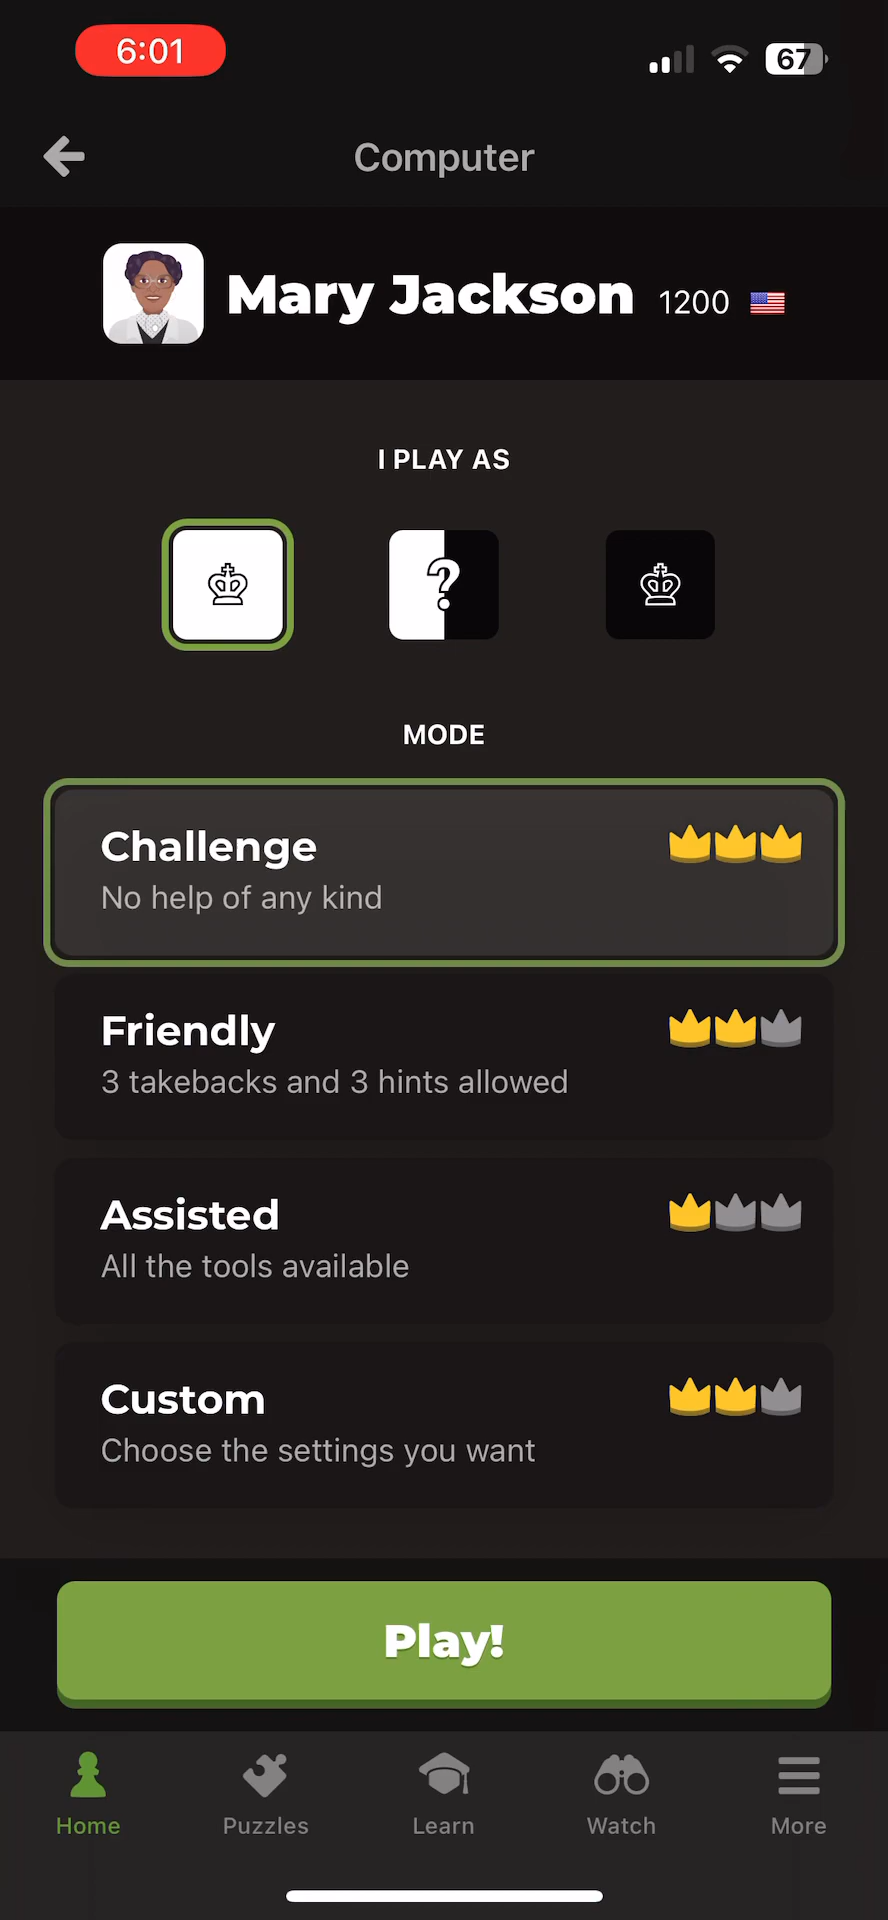 6:01
67
Computer
Mary Jackson 1200
I PLAY AS
?
MODE
Challenge
No help of any kind
Friendly
3 takebacks and 3 hints allowed
Assisted
All the tools available
Custom
Choose the settings you want
Play!
Home Puzzles Learn Watch More